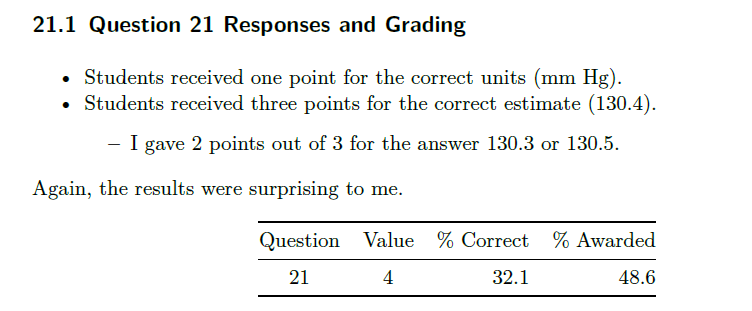 21.1 Question 21 Responses and Grading
• Students received one point for the correct units (mm Hg).
• Students received three points for the correct estimate (130.4).
– I gave 2 points out of 3 for the answer 130.3 or 130.5.
Again, the results were surprising to me.
Question Value % Correct % Awarded
21 4 32.1 48.6